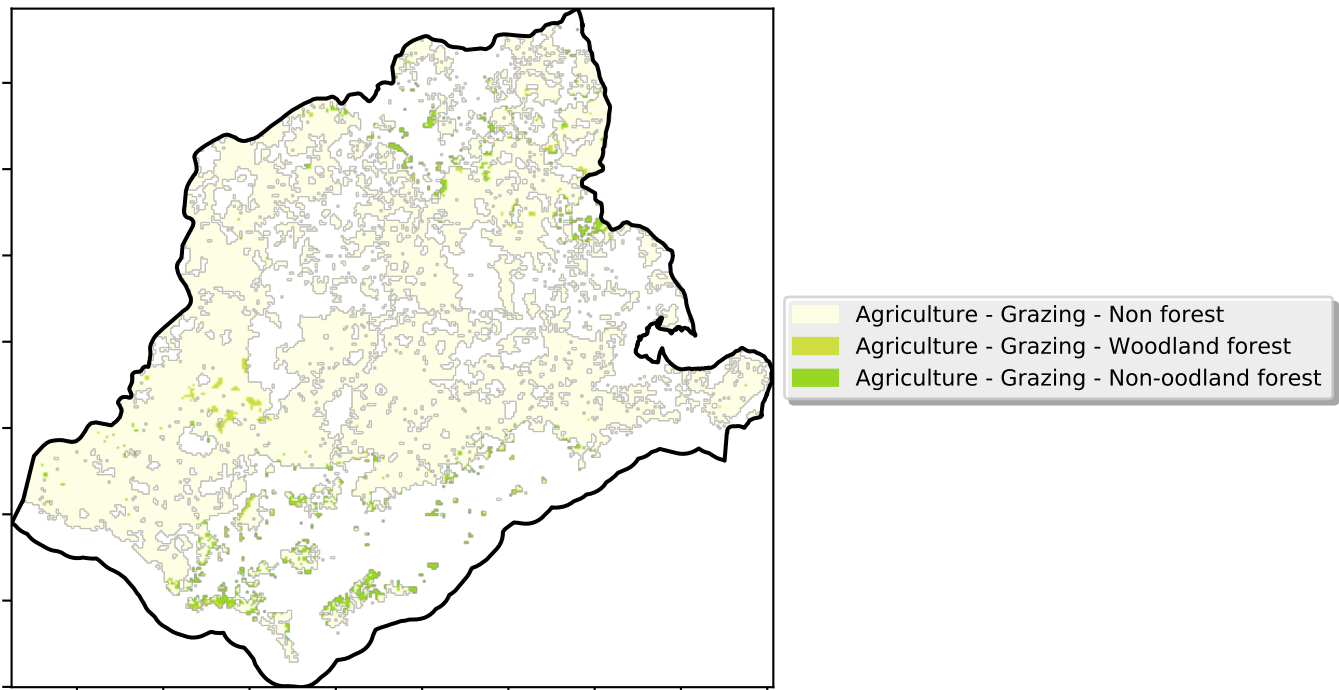 Agriculture - Grazing - Non forest
Agriculture - Grazing - Woodland forest
Agriculture - Grazing - Non-oodland forest